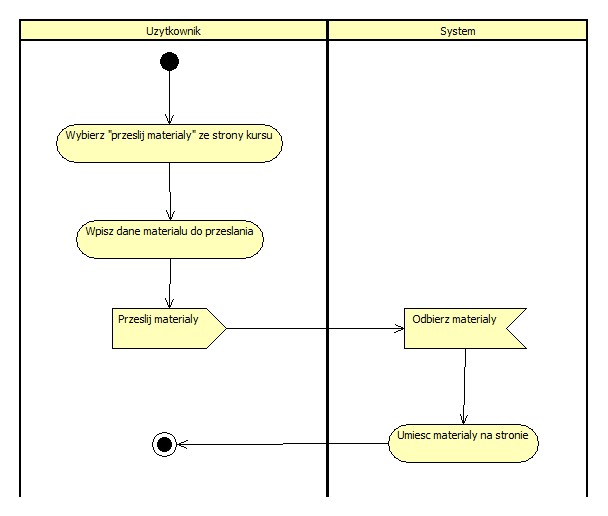 Uzytkownik
System
Wybierz "przeslij materialy" ze strony kursu
Wpisz dane materialu do przeslania
Przeslij materialy
Odbierz materialy
Umiesc materialy na stronie